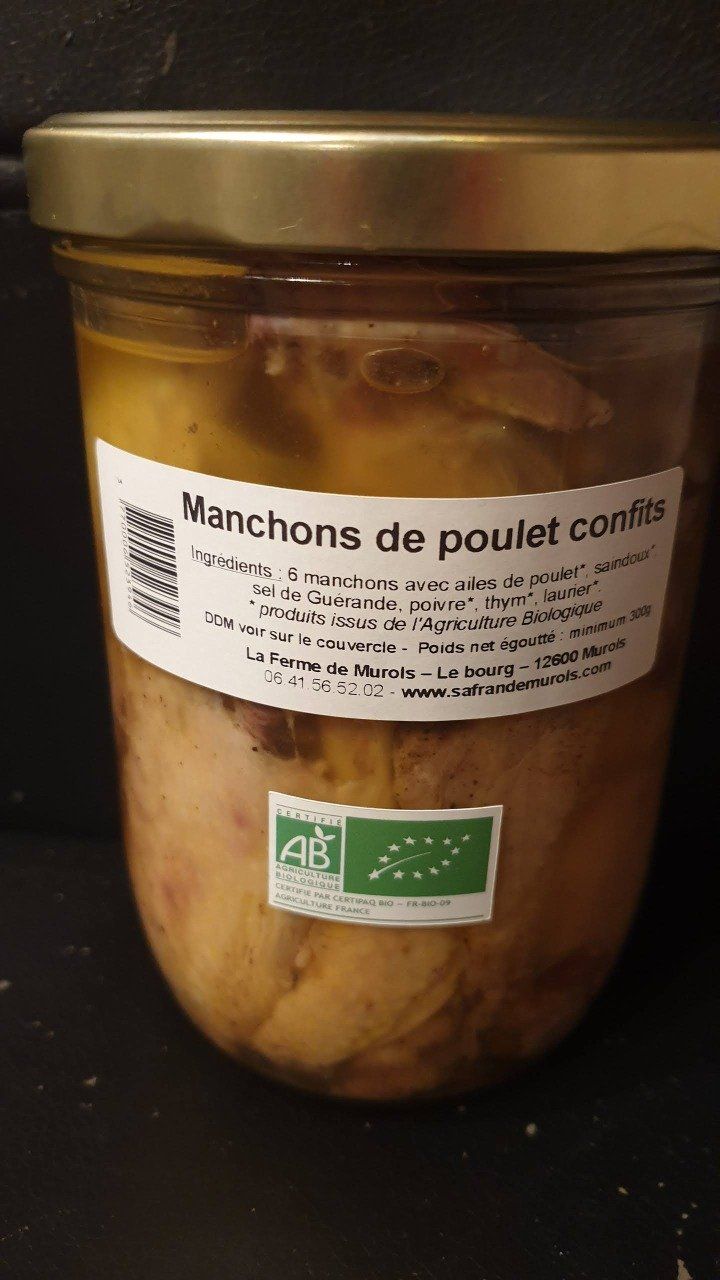 Manchons de poulet confits
Ingrédients : 6 manchons avec ailes de poulet*, saindoux*,
sel de Guérande, poivre*, thym*, laurier*.
* produits issus de l'Agriculture Biologique
DDM voir sur le couvercle - Poids net égoutté : minimum 300g
La Ferme de Murols – Le bourg – 12600 Murols
06.41.56.52.02 - www.safrandemurols.com
CERTIFIÉ
AB
AGRICULTURE
BIOLOGIQUE
CERTIFIÉ PAR CERTIPAQ BIO – FR-BIO-09
AGRICULTURE FRANCE